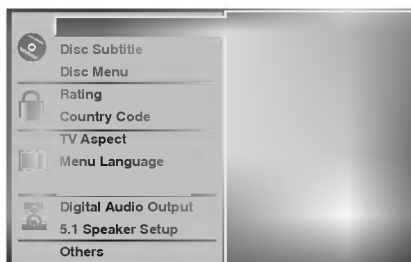 Disc Subtitle
Disc Menu
Rating
Country Code
TV Aspect
Menu Language
Digital Audio Output
5.1 Speaker Setup
Others